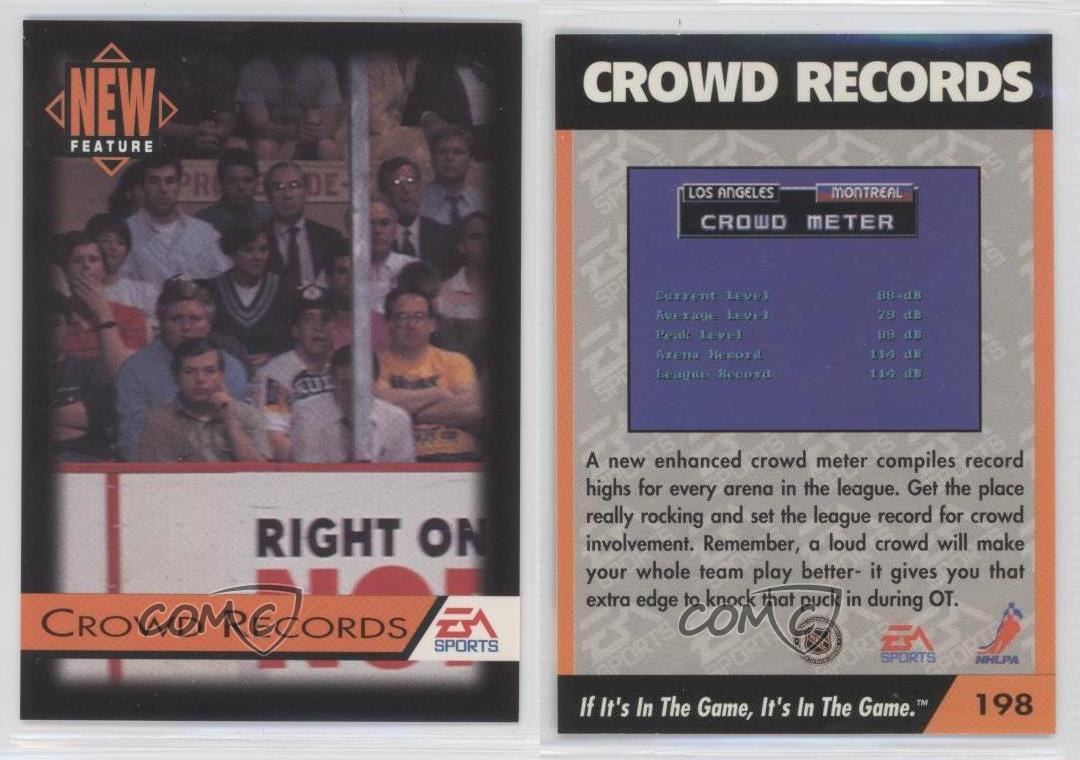 NEW
FEATURE
PRO
DE-
RIGHT ON
CROWD RECORDS
EA
SPORTS
COMC
CROWD RECORDS
LOS ANGELES
MONTREAL
CROWD METER
Current Level 88 dB
Average Level 79 dB
Peak Level 89 dB
Arena Record 114 dB
League Record 114 dB
A new enhanced crowd meter compiles record
highs for every arena in the league. Get the place
really rocking and set the league record for crowd
involvement. Remember, a loud crowd will make
your whole team play better- it gives you that
extra edge to knock that puck in during OT.
COMC
EA
SPORTS
NHLPA
If It's In The Game, It's In The Game.™
198